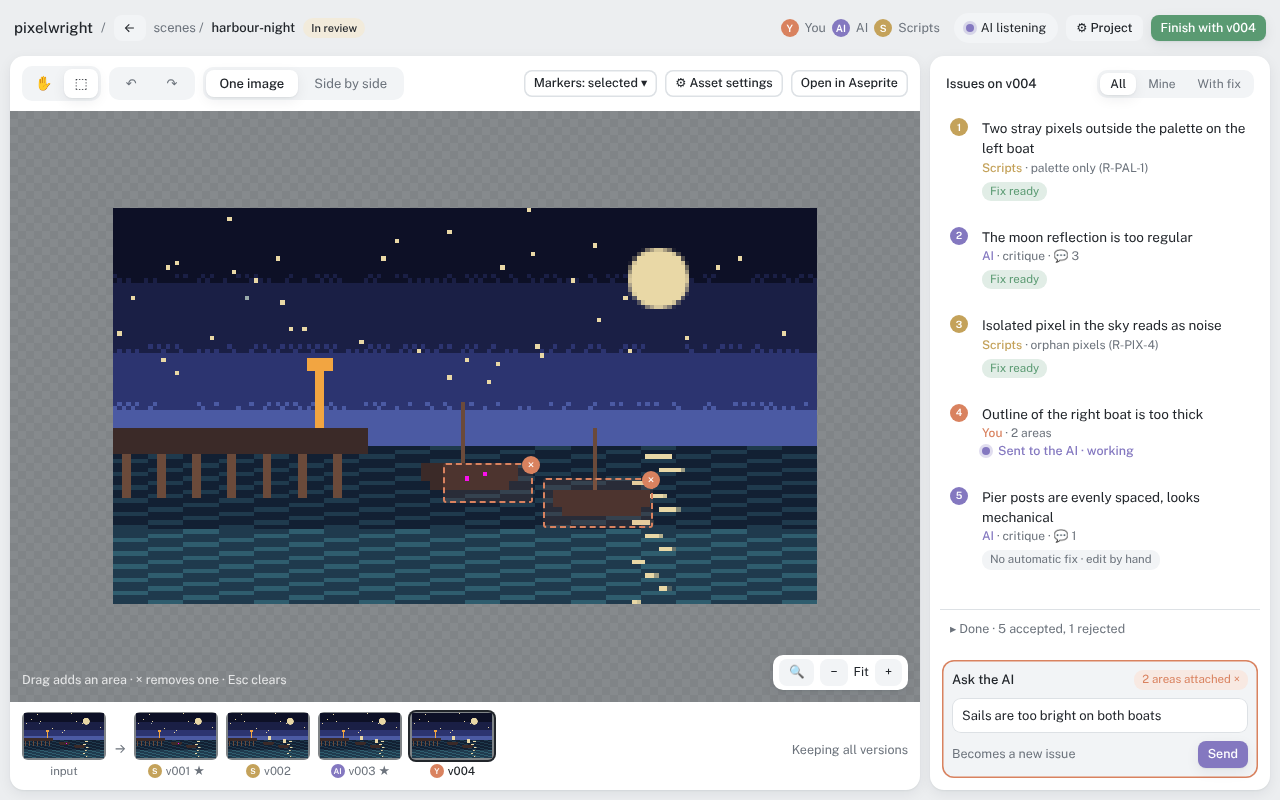 pixelwright / ← scenes / harbour-night In review
Y You AI AI S Scripts AI listening ⚙ Project Finish with v004
One image Side by side
Markers: selected ▾ ⚙ Asset settings Open in Aseprite
× ×
Drag adds an area · × removes one · Esc clears
− Fit +
input → S v001 ★ S v002 AI v003 ★ Y v004
Keeping all versions
Issues on v004 All Mine With fix
1 Two stray pixels outside the palette on the
left boat
Scripts · palette only (R-PAL-1)
Fix ready
2 The moon reflection is too regular
AI · critique · 💬 3
Fix ready
3 Isolated pixel in the sky reads as noise
Scripts · orphan pixels (R-PIX-4)
Fix ready
4 Outline of the right boat is too thick
You · 2 areas
Sent to the AI · working
5 Pier posts are evenly spaced, looks
mechanical
AI · critique · 💬 1
No automatic fix · edit by hand
▸ Done · 5 accepted, 1 rejected
Ask the AI 2 areas attached ×
Sails are too bright on both boats
Becomes a new issue Send